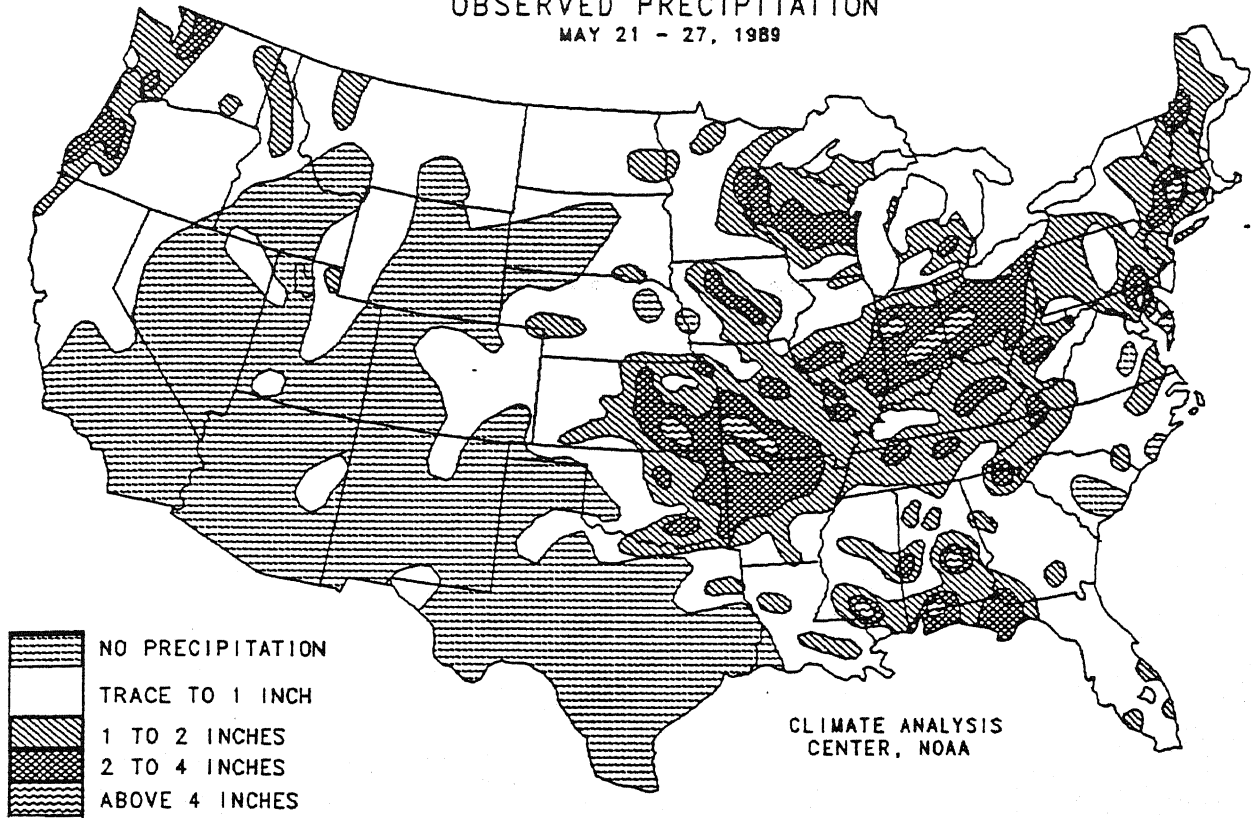 OBSERVED PRECIPITATION
MAY 21 - 27, 1989
NO PRECIPITATION
TRACE TO 1 INCH
1 TO 2 INCHES
2 TO 4 INCHES
ABOVE 4 INCHES
CLIMATE ANALYSIS
CENTER, NOAA